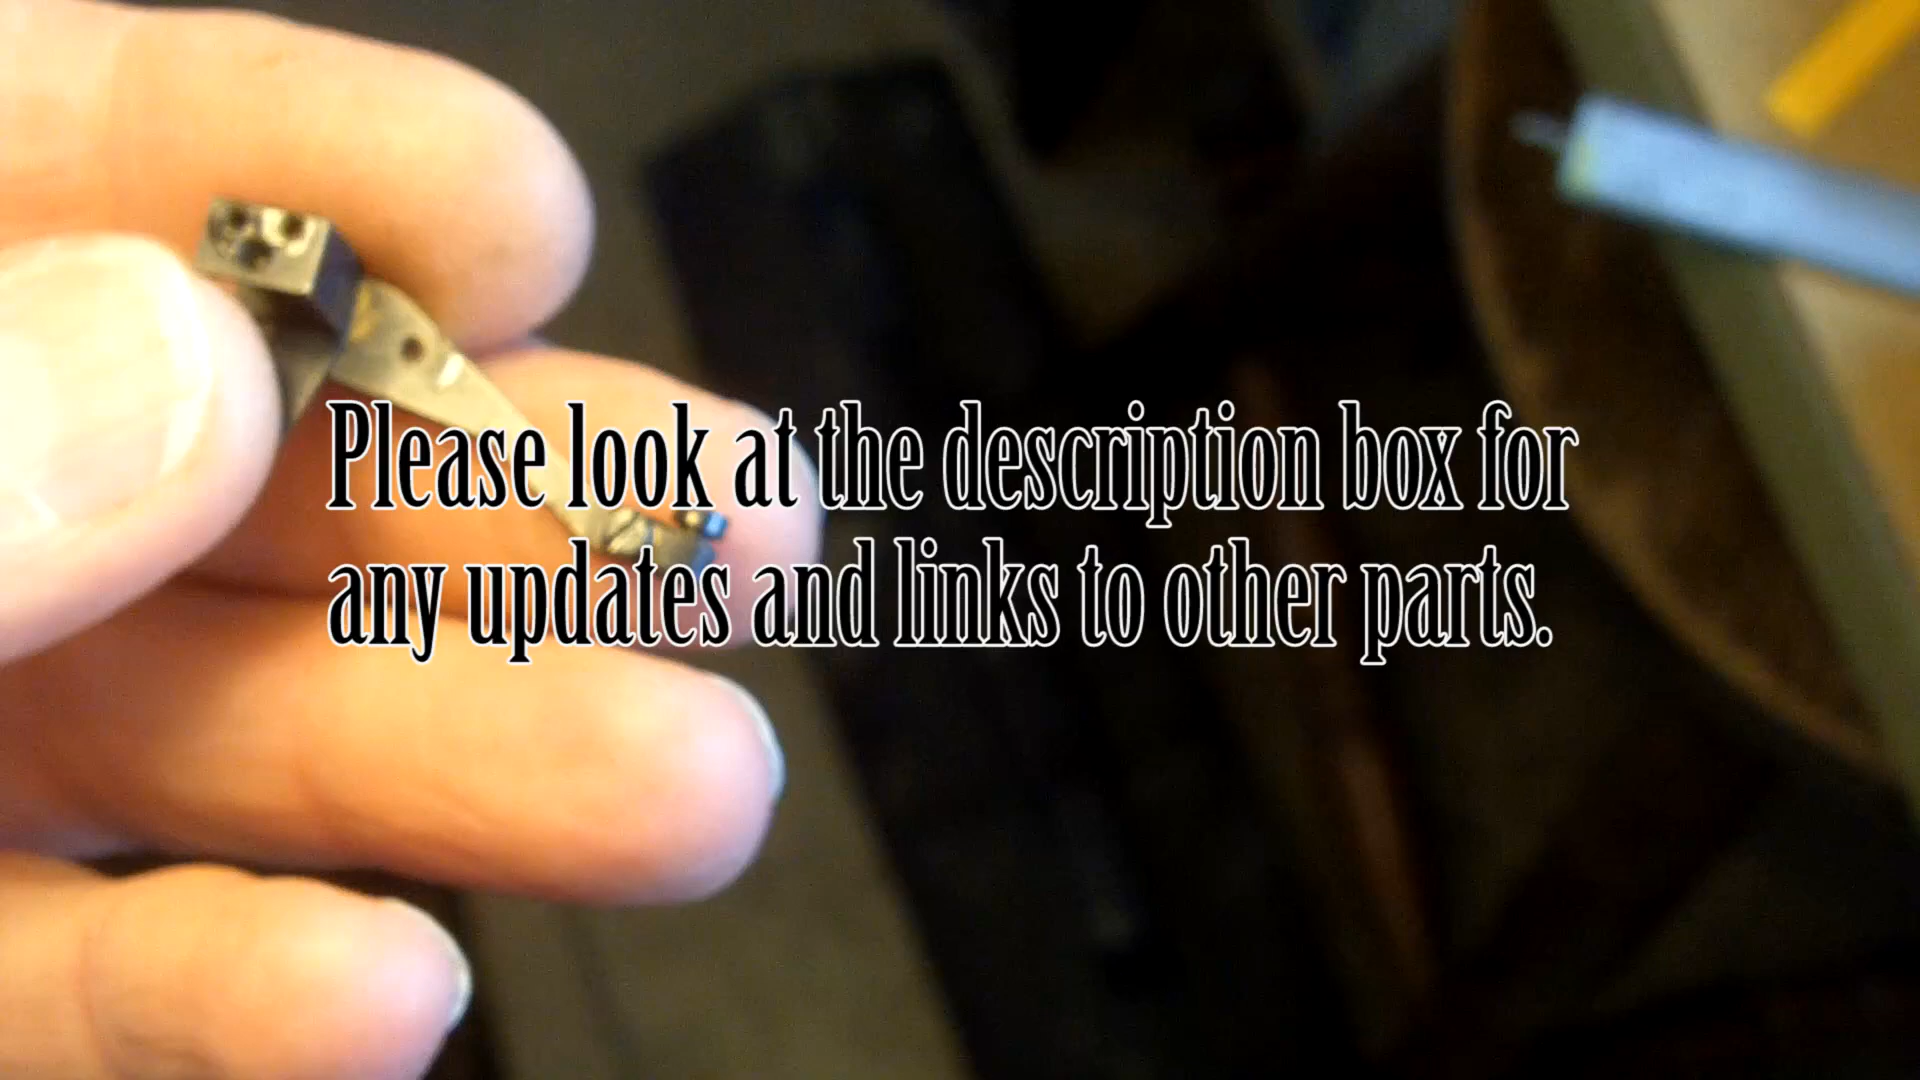 Please look at the description box for
any updates and links to other parts.